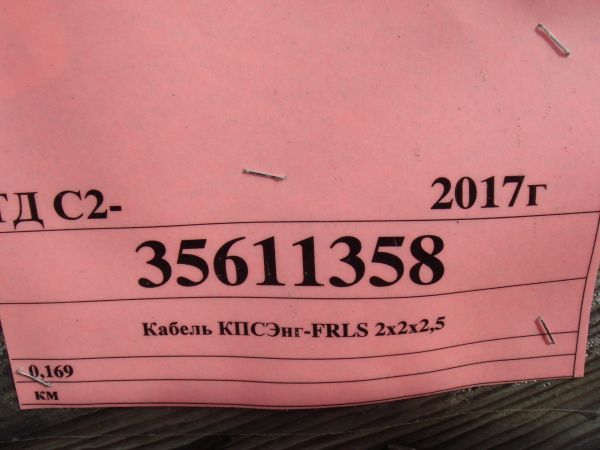 ТД С2- 2017г
35611358
Кабель КПСЭнг-FRLS 2х2х2,5
0,169
км